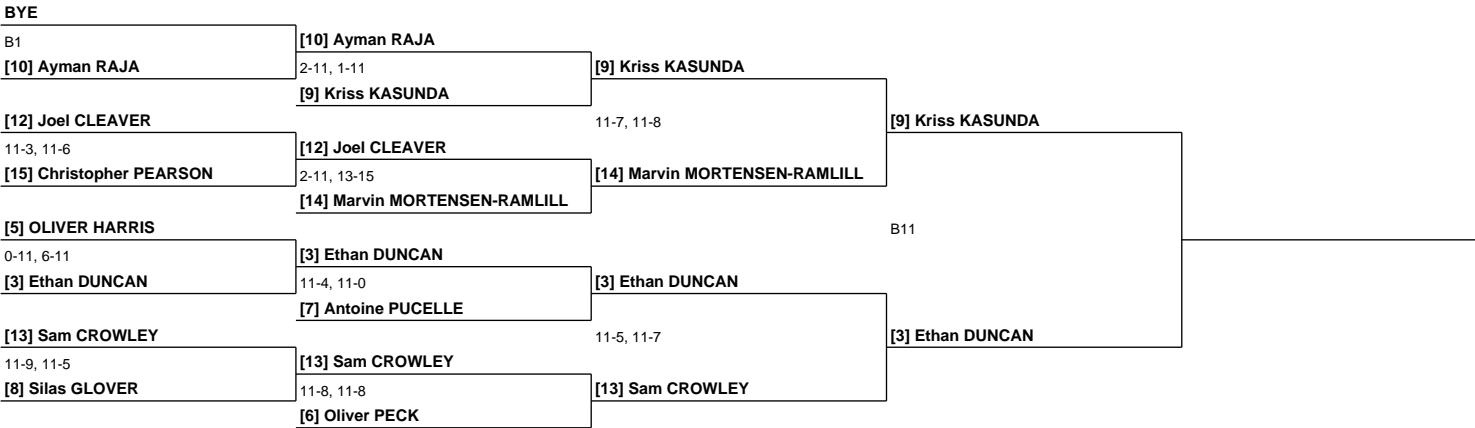 BYE
B1
[10] Ayman RAJA
[12] Joel CLEAVER
11-3, 11-6
[15] Christopher PEARSON
[5] OLIVER HARRIS
0-11, 6-11
[3] Ethan DUNCAN
[13] Sam CROWLEY
11-9, 11-5
[8] Silas GLOVER
[10] Ayman RAJA
2-11, 1-11
[9] Kriss KASUNDA
[12] Joel CLEAVER
2-11, 13-15
[14] Marvin MORTENSEN-RAMLILL
[3] Ethan DUNCAN
11-4, 11-0
[7] Antoine PUCELLE
[13] Sam CROWLEY
11-8, 11-8
[6] Oliver PECK
[9] Kriss KASUNDA
11-7, 11-8
[14] Marvin MORTENSEN-RAMLILL
[3] Ethan DUNCAN
11-5, 11-7
[13] Sam CROWLEY
[9] Kriss KASUNDA
B11
[3] Ethan DUNCAN